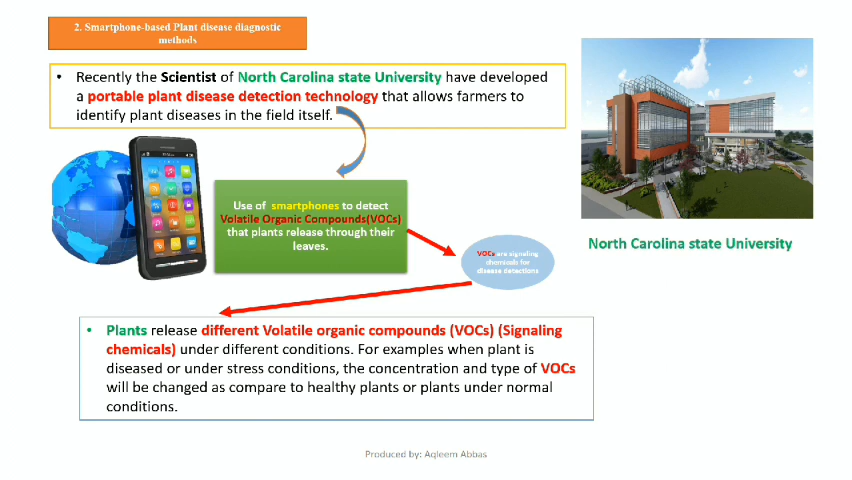 2. Smartphone-based Plant disease diagnostic
methods
• Recently the Scientist of North Carolina state University have developed
a portable plant disease detection technology that allows farmers to
identify plant diseases in the field itself.
Use of smartphones to detect
Volatile Organic Compounds(VOCs)
that plants release through their
leaves.
VOCs are signaling
chemicals for
disease detections
North Carolina state University
• Plants release different Volatile organic compounds (VOCs) (Signaling
chemicals) under different conditions. For examples when plant is
diseased or under stress conditions, the concentration and type of VOCs
will be changed as compare to healthy plants or plants under normal
conditions.
Produced by: Aqleem Abbas